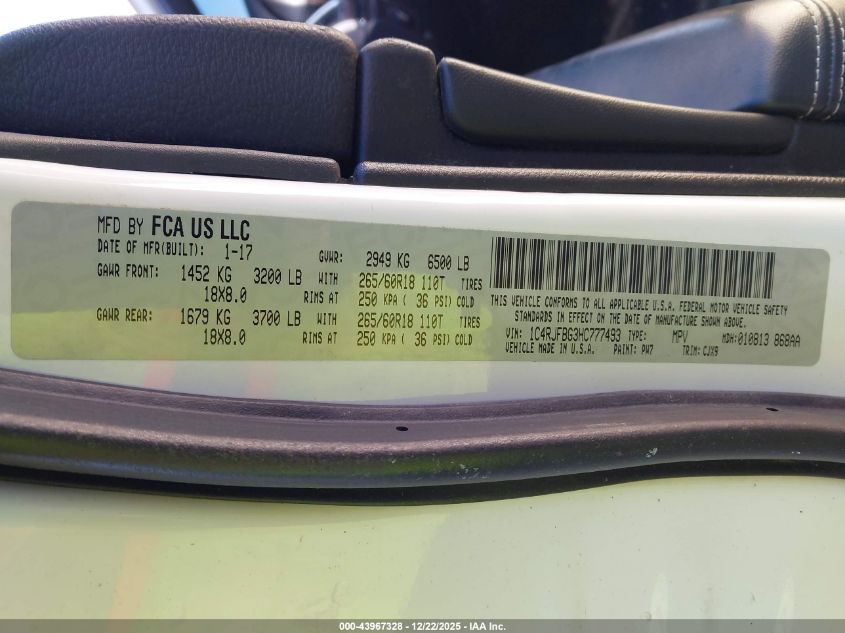 MFD BY FCA US LLC
DATE OF MFR(BUILT): 1-17 GVWR: 2949 KG 6500 LB
GAWR FRONT: 1452 KG 3200 LB WITH 265/60R18 110T TIRES
18X8.0 RIMS AT 250 KPA ( 36 PSI) COLD
GAWR REAR: 1679 KG 3700 LB WITH 265/60R18 110T TIRES
18X8.0 RIMS AT 250 KPA ( 36 PSI) COLD
THIS VEHICLE CONFORMS TO ALL APPLICABLE U.S.A. FEDERAL MOTOR VEHICLE SAFETY
STANDARDS IN EFFECT ON THE DATE OF MANUFACTURE SHOWN ABOVE.
VIN: 1C4RJFBG3HC777493 TYPE: MPV MDH:010813 868AA
VEHICLE MADE IN U.S.A. PAINT: PW7 TRIM: CJX9
000-43967328 - 12/22/2025 - IAA Inc.